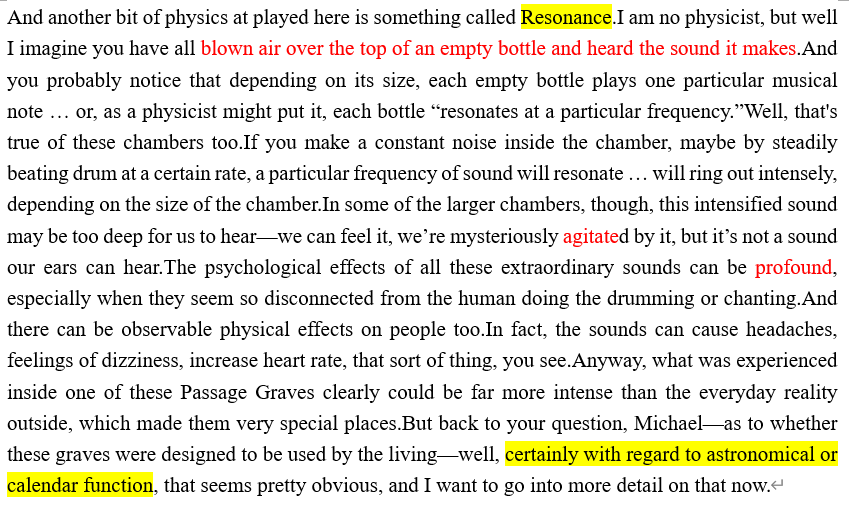 And another bit of physics at played here is something called Resonance.I am no physicist, but well
I imagine you have all blown air over the top of an empty bottle and heard the sound it makes.And
you probably notice that depending on its size, each empty bottle plays one particular musical
note … or, as a physicist might put it, each bottle “resonates at a particular frequency.”Well, that's
true of these chambers too.If you make a constant noise inside the chamber, maybe by steadily
beating drum at a certain rate, a particular frequency of sound will resonate … will ring out intensely,
depending on the size of the chamber.In some of the larger chambers, though, this intensified sound
may be too deep for us to hear—we can feel it, we’re mysteriously agitated by it, but it’s not a sound
our ears can hear.The psychological effects of all these extraordinary sounds can be profound,
especially when they seem so disconnected from the human doing the drumming or chanting.And
there can be observable physical effects on people too.In fact, the sounds can cause headaches,
feelings of dizziness, increase heart rate, that sort of thing, you see.Anyway, what was experienced
inside one of these Passage Graves clearly could be far more intense than the everyday reality
outside, which made them very special places.But back to your question, Michael—as to whether
these graves were designed to be used by the living—well, certainly with regard to astronomical or
calendar function, that seems pretty obvious, and I want to go into more detail on that now.↵